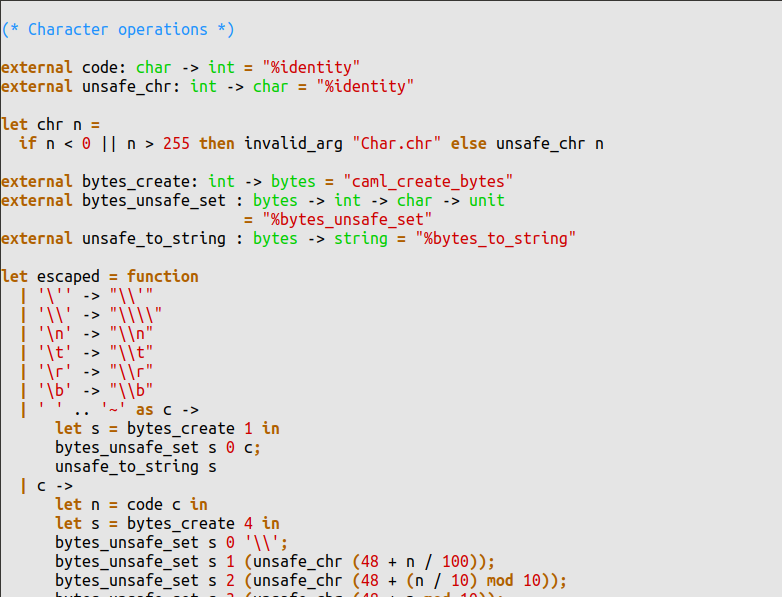 (* Character operations *)
external code: char -> int = "%identity"
external unsafe_chr: int -> char = "%identity"
let chr n =
  if n < 0 || n > 255 then invalid_arg "Char.chr" else unsafe_chr n
external bytes_create: int -> bytes = "caml_create_bytes"
external bytes_unsafe_set : bytes -> int -> char -> unit
                           = "%bytes_unsafe_set"
external unsafe_to_string : bytes -> string = "%bytes_to_string"
let escaped = function
  | '\'' -> "\\'"
  | '\\' -> "\\\\"
  | '\n' -> "\\n"
  | '\t' -> "\\t"
  | '\r' -> "\\r"
  | '\b' -> "\\b"
  | ' ' .. '~' as c ->
      let s = bytes_create 1 in
      bytes_unsafe_set s 0 c;
      unsafe_to_string s
  | c ->
      let n = code c in
      let s = bytes_create 4 in
      bytes_unsafe_set s 0 '\\';
      bytes_unsafe_set s 1 (unsafe_chr (48 + n / 100));
      bytes_unsafe_set s 2 (unsafe_chr (48 + (n / 10) mod 10));